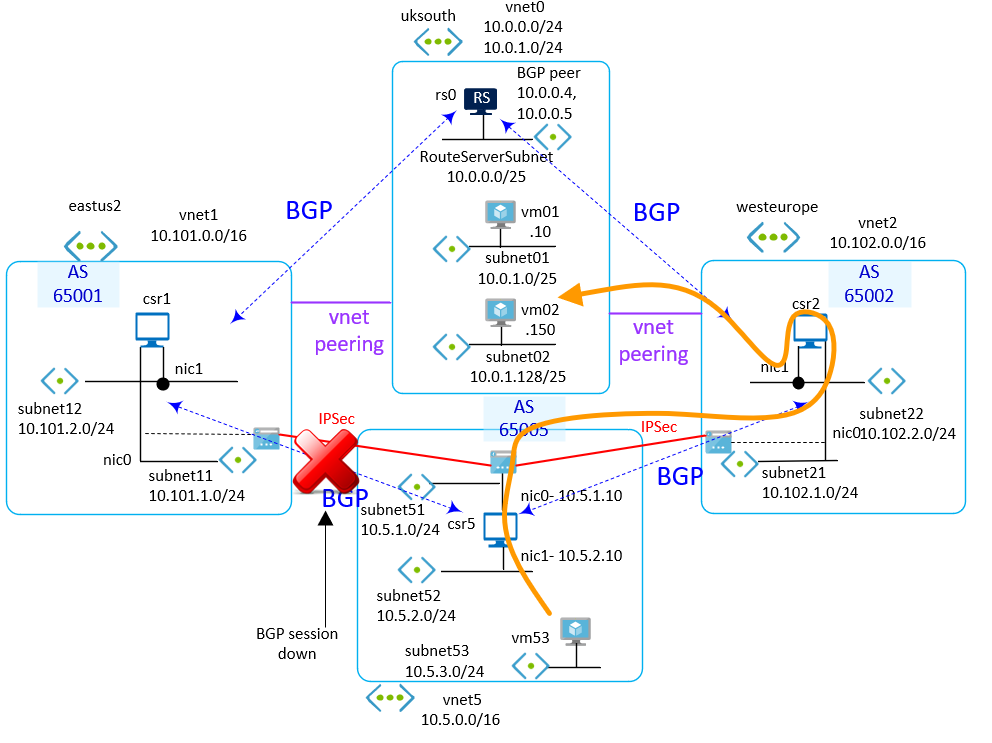 uksouth
vnet0
10.0.0.0/24
10.0.1.0/24
BGP peer
10.0.0.4,
10.0.0.5
rs0
RS
RouteServerSubnet
10.0.0.0/25
BGP
BGP
vm01
.10
subnet01
10.0.1.0/25
vm02
.150
subnet02
10.0.1.128/25
eastus2
vnet1
10.101.0.0/16
AS
65001
csr1
nic1
subnet12
10.101.2.0/24
nic0
subnet11
10.101.1.0/24
vnet
peering
vnet
peering
westeurope
vnet2
10.102.0.0/16
AS
65002
csr2
nic1
subnet22
10.102.2.0/24
nic0
subnet21
10.102.1.0/24
IPSec
IPSec
BGP
BGP
AS
65005
subnet51
10.5.1.0/24
nic0- 10.5.1.10
csr5
nic1- 10.5.2.10
subnet52
10.5.2.0/24
BGP session
down
vm53
subnet53
10.5.3.0/24
vnet5
10.5.0.0/16